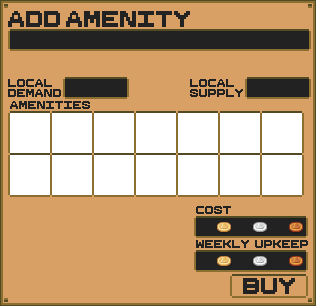 ADD AMENITY
LOCAL DEMAND
LOCAL SUPPLY
AMENITIES
COST
WEEKLY UPKEEP
BUY